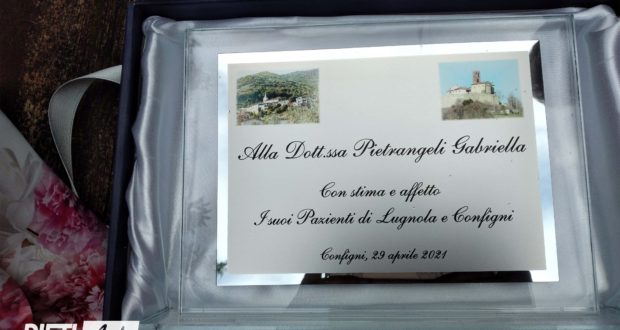 Alla Dott.ssa Pietrangeli Gabriella
Con stima e affetto
I suoi Pazienti di Lugnola e Configni
Configni, 29 aprile 2021